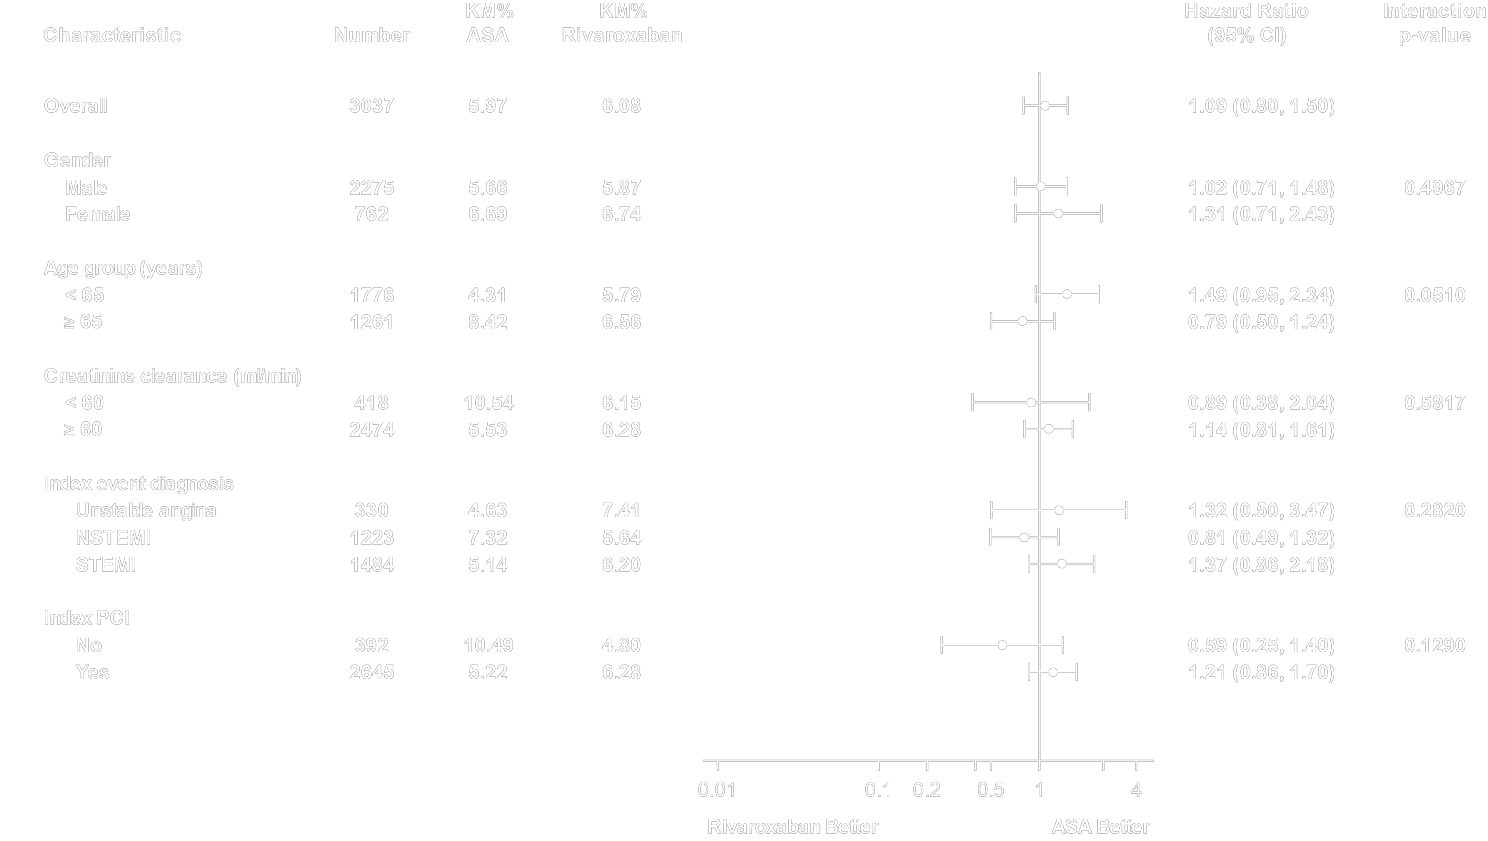 KM% KM% Hazard Ratio Interaction
Characteristic Number ASA Rivaroxaban (95% CI) p-value
Overall 3037 5.97 6.08 1.09 (0.80, 1.50)
Gender
Male 2275 5.66 5.87 1.02 (0.71, 1.48) 0.4967
Female 762 6.69 6.74 1.31 (0.71, 2.43)
Age group (years)
< 65 1776 4.31 5.79 1.49 (0.95, 2.34) 0.0510
≥ 65 1261 8.42 6.56 0.79 (0.50, 1.24)
Creatinine clearance (ml/min)
< 60 418 10.54 6.15 0.89 (0.38, 2.04) 0.5817
≥ 60 2474 5.53 6.28 1.14 (0.81, 1.61)
Index event diagnosis
Unstable angina 330 4.63 7.41 1.32 (0.50, 3.47) 0.2820
NSTEMI 1223 7.32 5.64 0.81 (0.49, 1.32)
STEMI 1484 5.14 6.20 1.37 (0.86, 2.18)
Index PCI
No 392 10.49 4.80 0.59 (0.25, 1.40) 0.1290
Yes 2645 5.22 6.28 1.21 (0.86, 1.70)
0.01 0.1 0.2 0.5 1 4
Rivaroxaban Better ASA Better